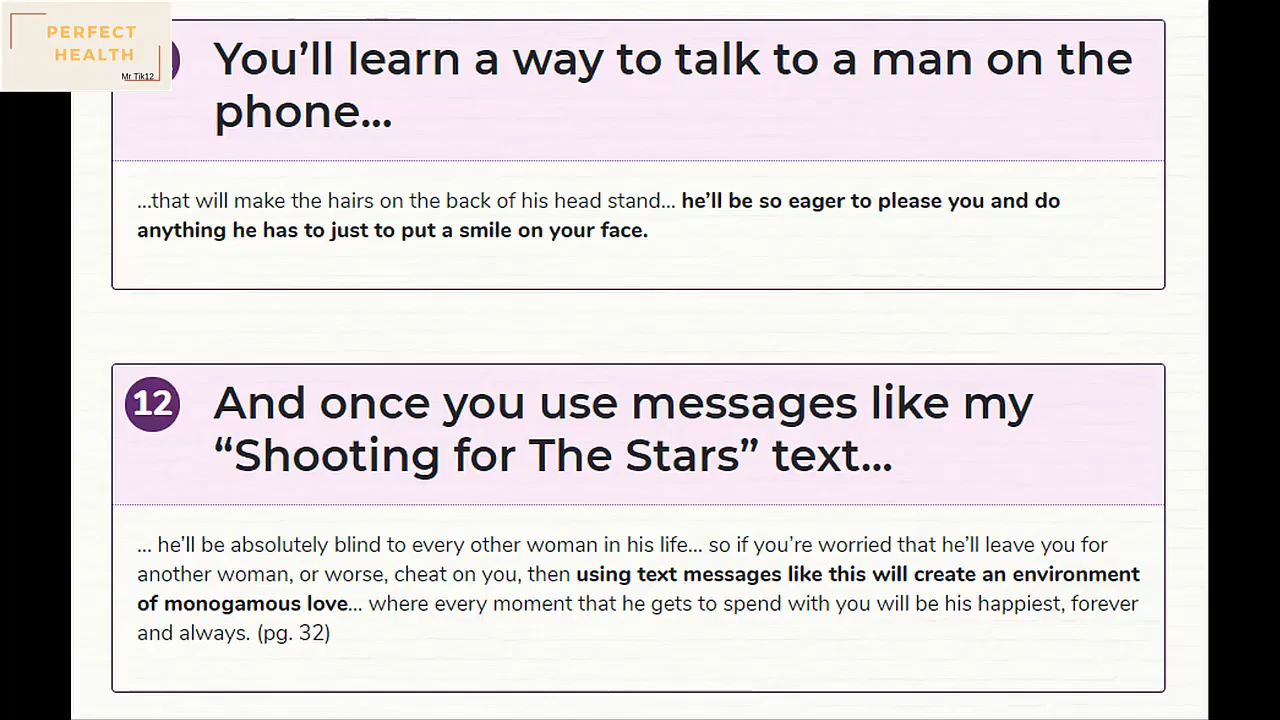 PERFECT
HEALTH
Mr.Tik12
You’ll learn a way to talk to a man on the
phone...
...that will make the hairs on the back of his head stand... he’ll be so eager to please you and do
anything he has to just to put a smile on your face.
12
And once you use messages like my
“Shooting for The Stars” text...
... he’ll be absolutely blind to every other woman in his life... so if you’re worried that he’ll leave you for
another woman, or worse, cheat on you, then using text messages like this will create an environment
of monogamous love... where every moment that he gets to spend with you will be his happiest, forever
and always. (pg. 32)